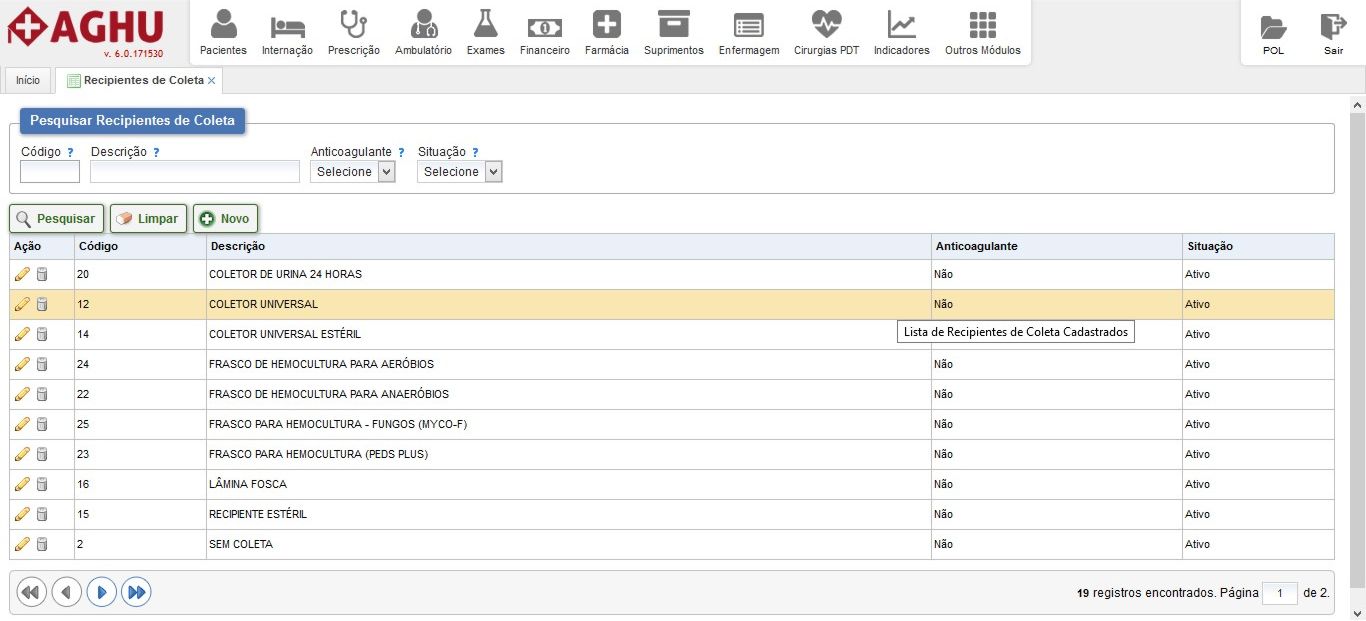 AGHU
v. 6.0.171530
Pacientes Internação Prescrição Ambulatório Exames Financeiro Farmácia Suprimentos Enfermagem Cirurgias PDT Indicadores Outros Módulos POL Sair
Início Recipientes de Coleta
Pesquisar Recipientes de Coleta
Código ? Descrição ? Anticoagulante ? Situação ?
Selecione Selecione
Pesquisar Limpar Novo
Ação Código Descrição Anticoagulante Situação
20 COLETOR DE URINA 24 HORAS Não Ativo
12 COLETOR UNIVERSAL Não Ativo
14 COLETOR UNIVERSAL ESTÉRIL Ativo
Lista de Recipientes de Coleta Cadastrados
24 FRASCO DE HEMOCULTURA PARA AERÓBIOS Não Ativo
22 FRASCO DE HEMOCULTURA PARA ANAERÓBIOS Não Ativo
25 FRASCO PARA HEMOCULTURA - FUNGOS (MYCO-F) Não Ativo
23 FRASCO PARA HEMOCULTURA (PEDS PLUS) Não Ativo
16 LÂMINA FOSCA Não Ativo
15 RECIPIENTE ESTÉRIL Não Ativo
2 SEM COLETA Não Ativo
19 registros encontrados. Página 1 de 2.